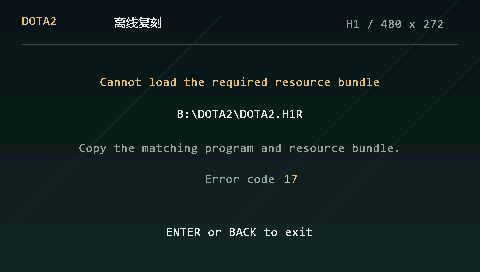 DOTA2 离线复刻 H1 / 480 x 272
Cannot load the required resource bundle
B:\DOTA2\DOTA2.H1R
Copy the matching program and resource bundle.
Error code 17
ENTER or BACK to exit